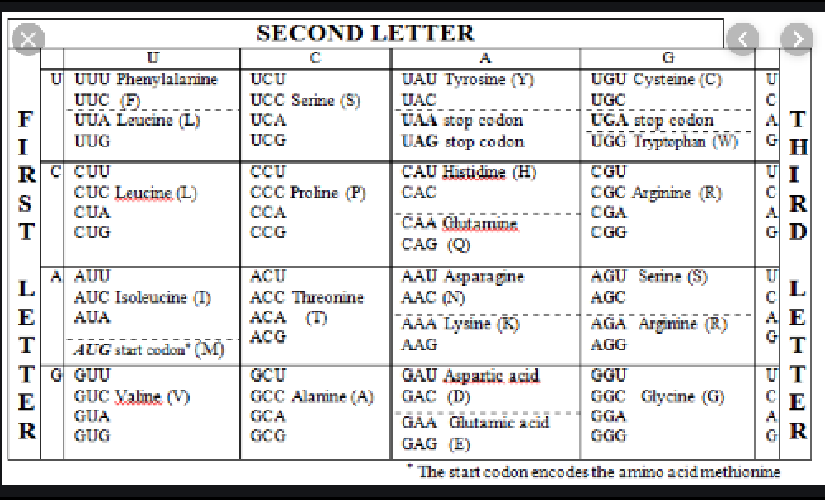 SECOND LETTER
U C A G
FIRST LETTER
THIRD LETTER
U UUU Phenylalanine UCU UAU Tyrosine (Y) UGU Cysteine (C) U
UUC (F) UCC Serine (S) UAC UGC C
UUA Leucine (L) UCA UAA stop codon UGA stop codon A
UUG UCG UAG stop codon UGG Tryptophan (W) G
C CUU CCU CAU Histidine (H) CGU U
CUC Leucine (L) CCC Proline (P) CAC CGC Arginine (R) C
CUA CCA CAA Glutamine CGA A
CUG CCG CAG (Q) CGG G
A AUU ACU AAU Asparagine AGU Serine (S) U
AUC Isoleucine (I) ACC Threonine AAC (N) AGC C
AUA ACA (T) AAA Lysine (K) AGA Arginine (R) A
AUG start codon* (M) ACG AAG AGG G
G GUU GCU GAU Aspartic acid GGU U
GUC Valine (V) GCC Alanine (A) GAC (D) GGC Glycine (G) C
GUA GCA GAA Glutamic acid GGA A
GUG GCG GAG (E) GGG G
* The start codon encodes the amino acid methionine